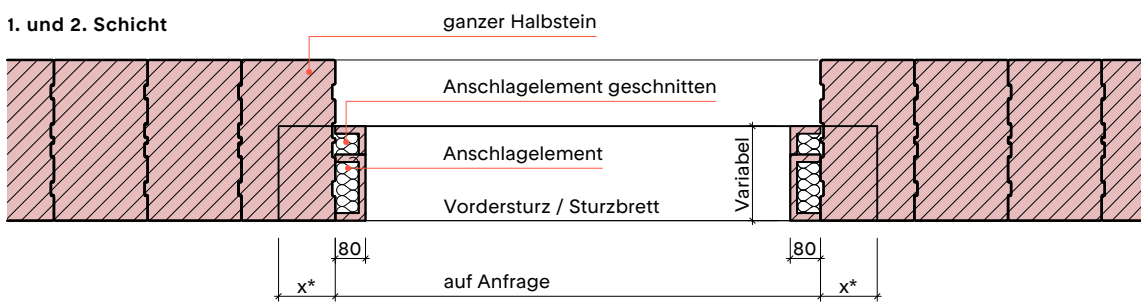 1. und 2. Schicht
ganzer Halbstein
Anschlagelement geschnitten
Anschlagelement
Variabel
Vordersturz / Sturzbrett
80
80
x*
auf Anfrage
x*